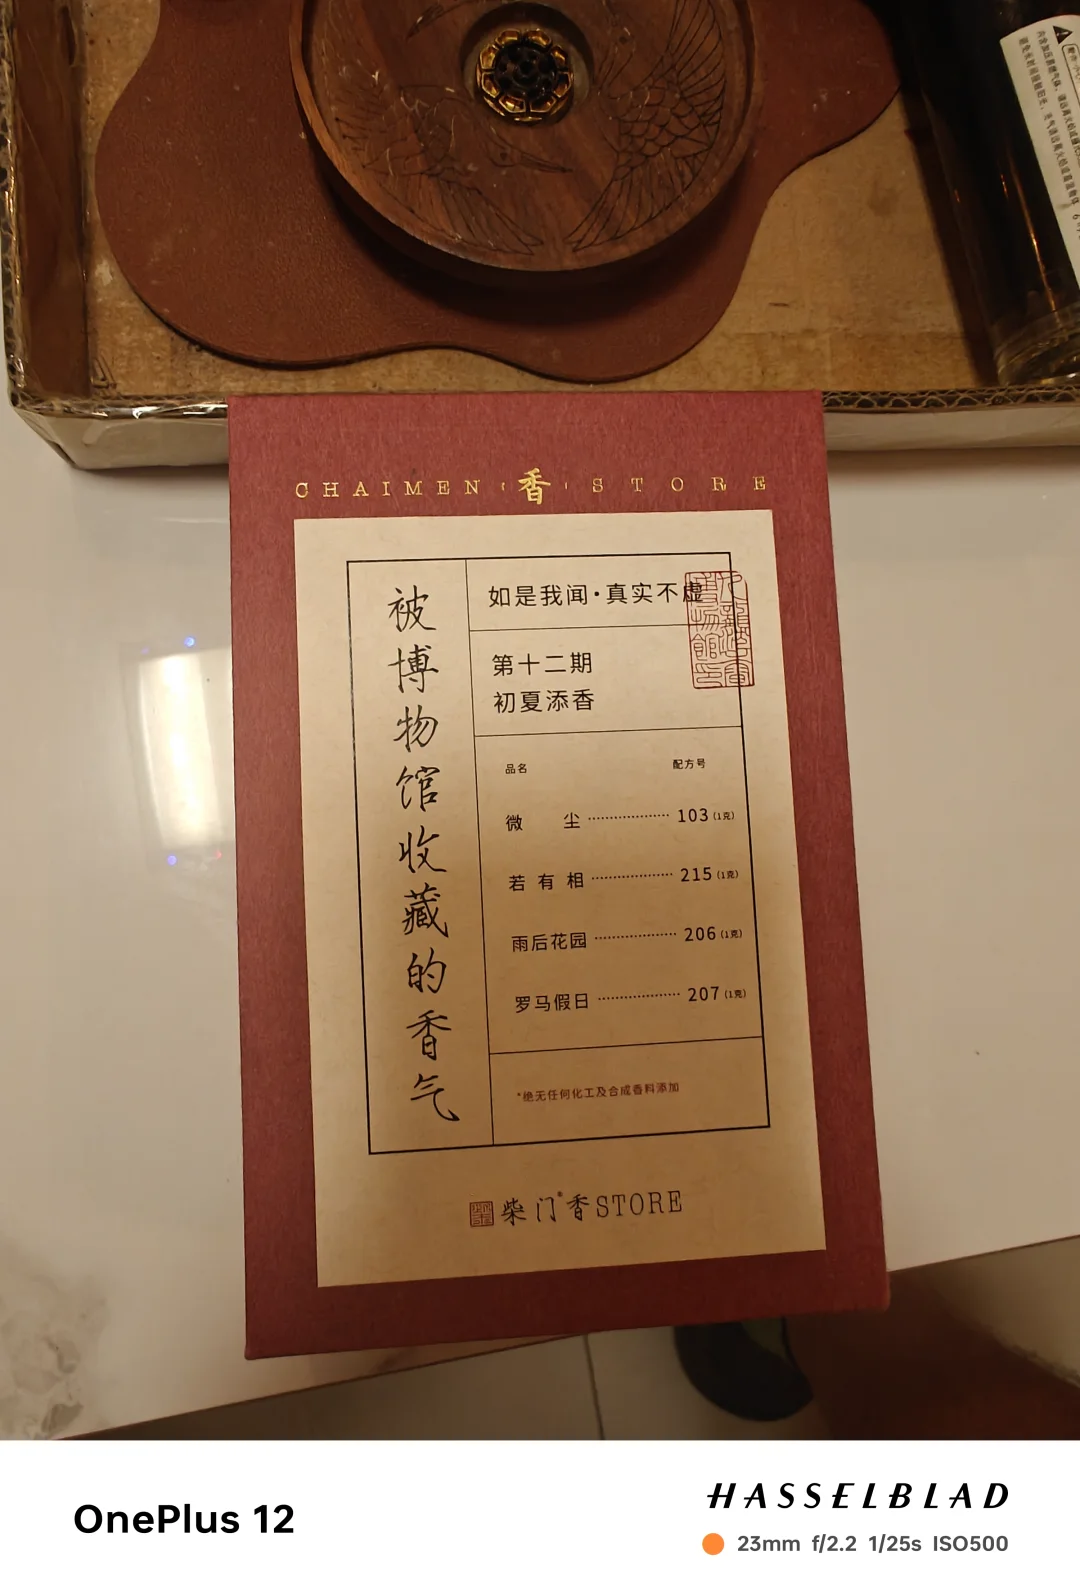 CHAIMEN 香 STORE
被博物馆收藏的香气
如是我闻·真实不虚
第十二期
初夏添香
品名 配方号
微 尘 103 (1克)
若有相 215 (1克)
雨后花园 206 (1克)
罗马假日 207 (1克)
*绝无任何化工及合成香料添加
柴门®香STORE
OnePlus 12
HASSELBLAD
23mm f/2.2 1/25s ISO500